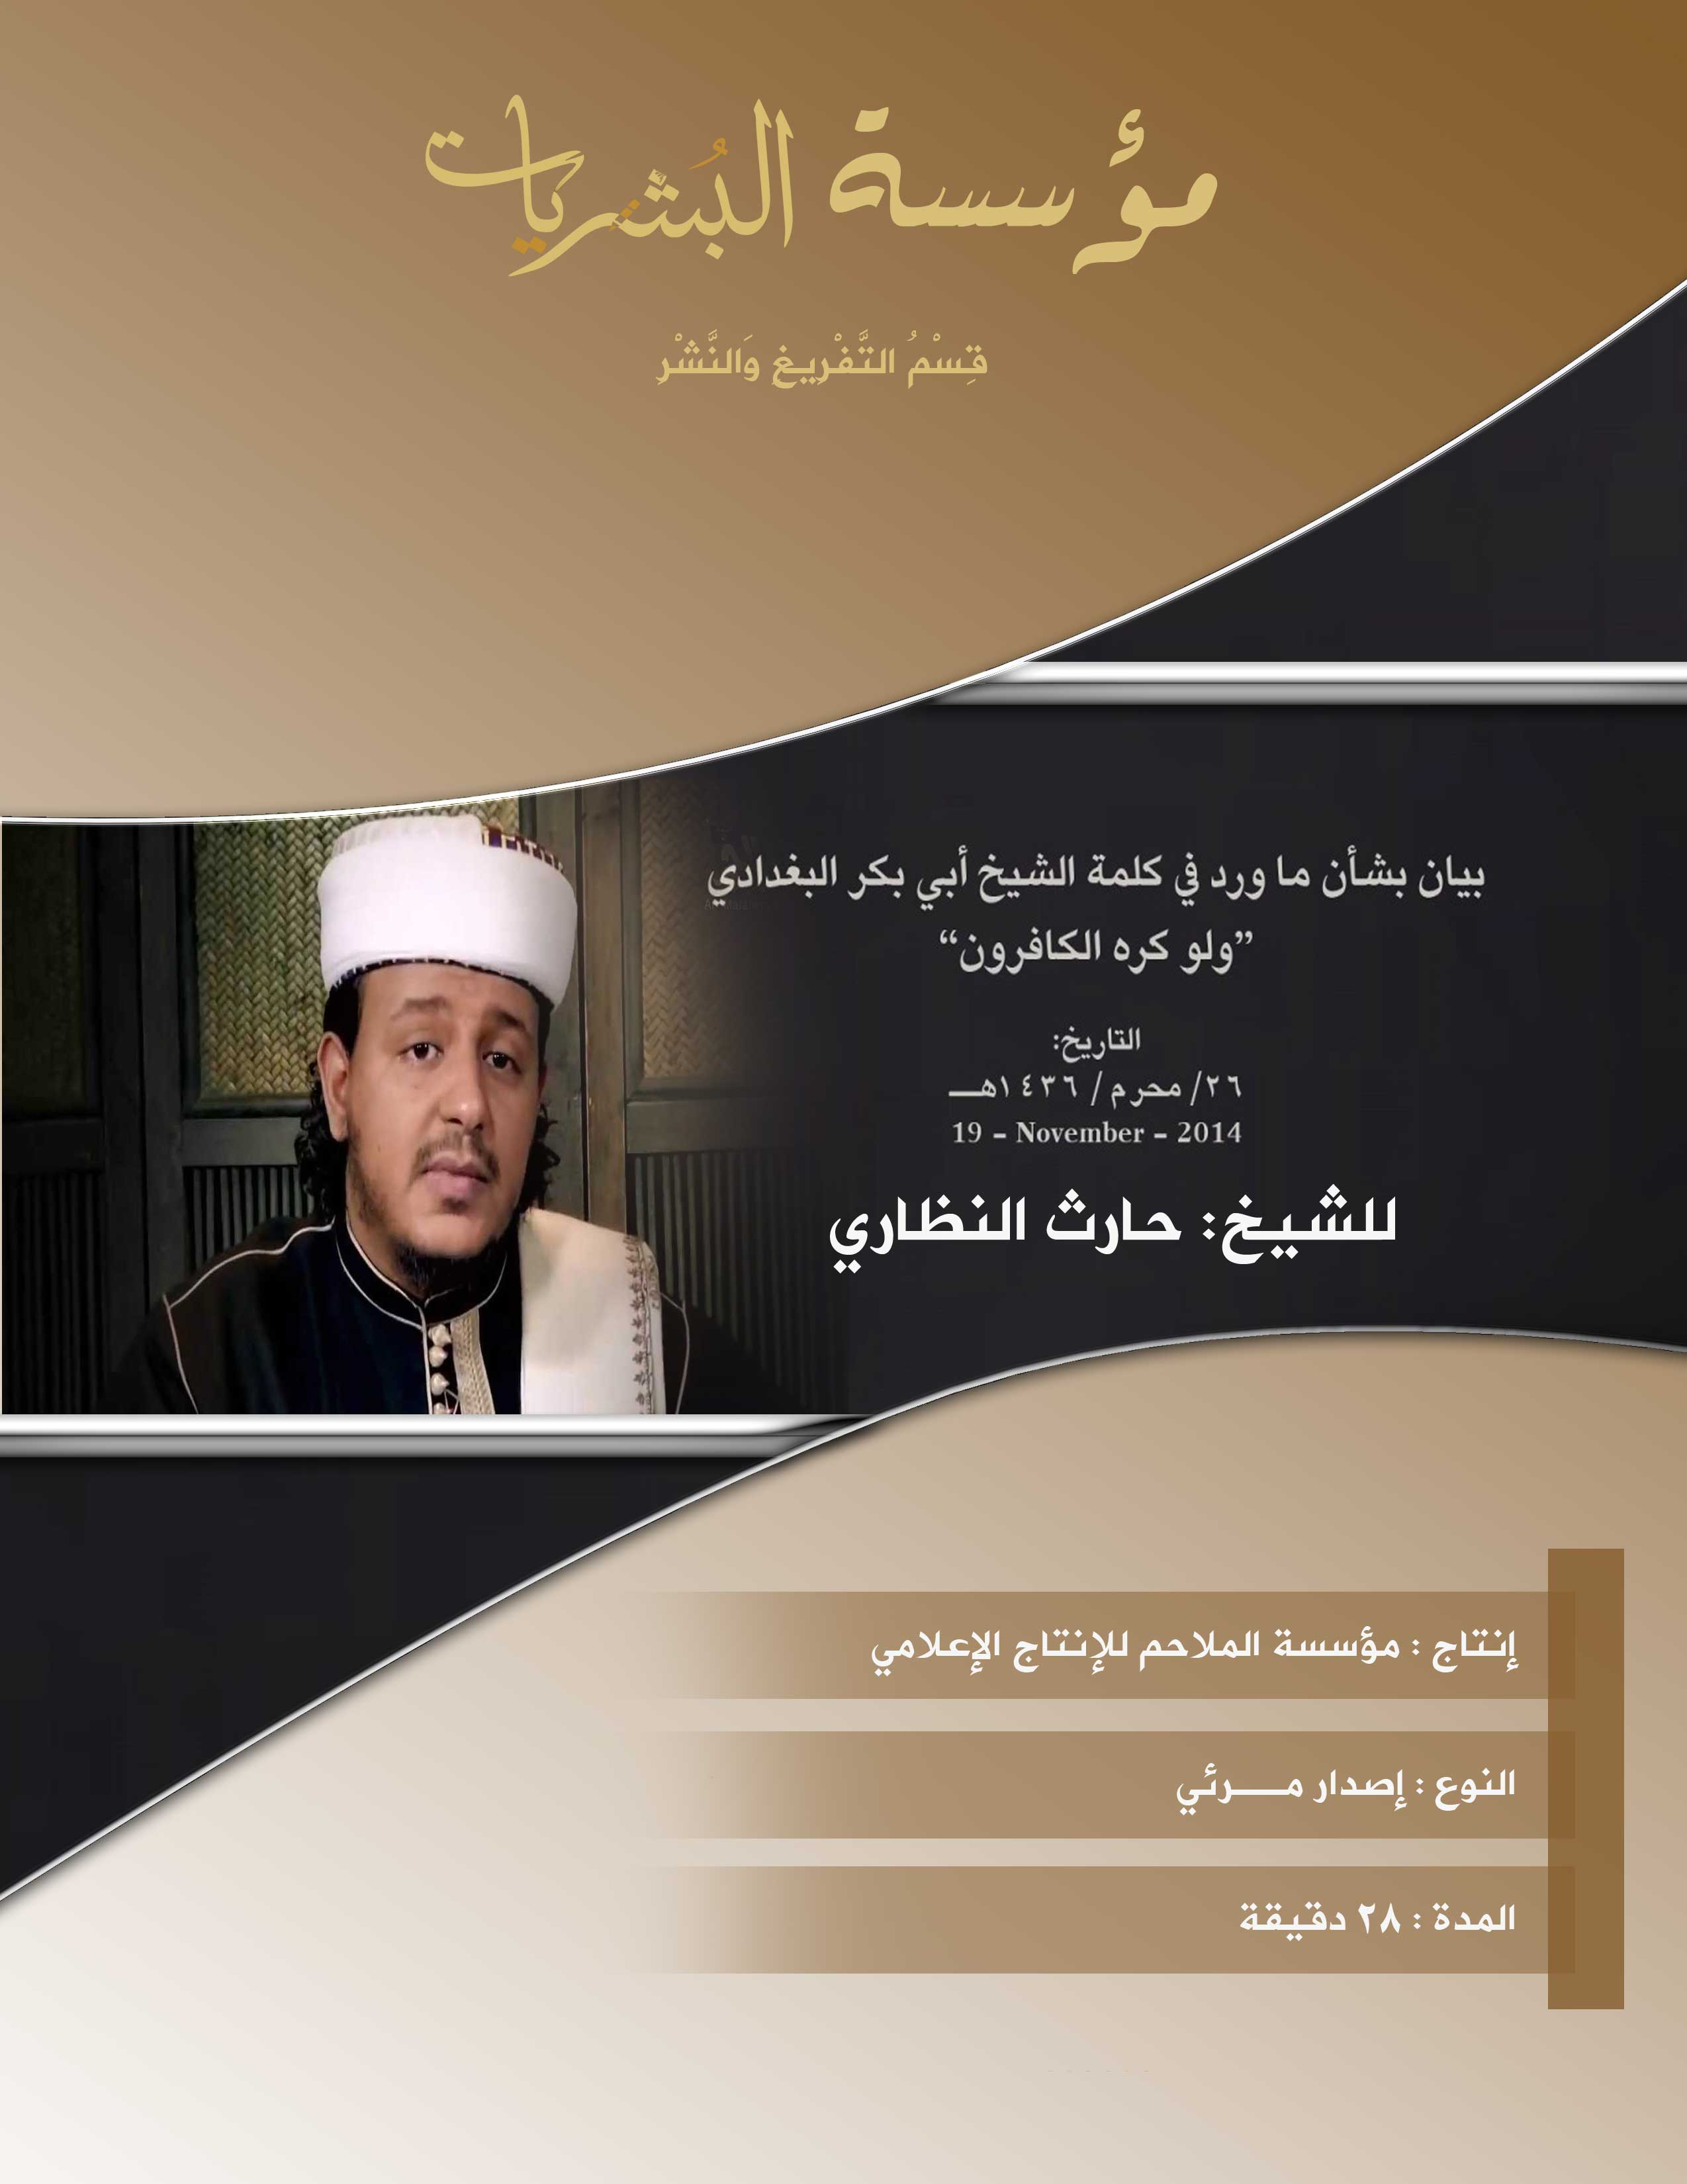 مؤسسة البُشريات
قِسْمُ التَّفْرِيغِ وَالنَّشْرِ
بيان بشأن ما ورد في كلمة الشيخ أبي بكر البغدادي
”ولو كره الكافرون“
التاريخ:
٢٦/ محرم / ١٤٣٦هـــ
19 – November – 2014
للشيخ: حارث النظاري
إنتاج : مؤسسة الملاحم للإنتاج الإعلامي
النوع : إصدار مـــــرئي
المدة : ٢٨ دقيقة